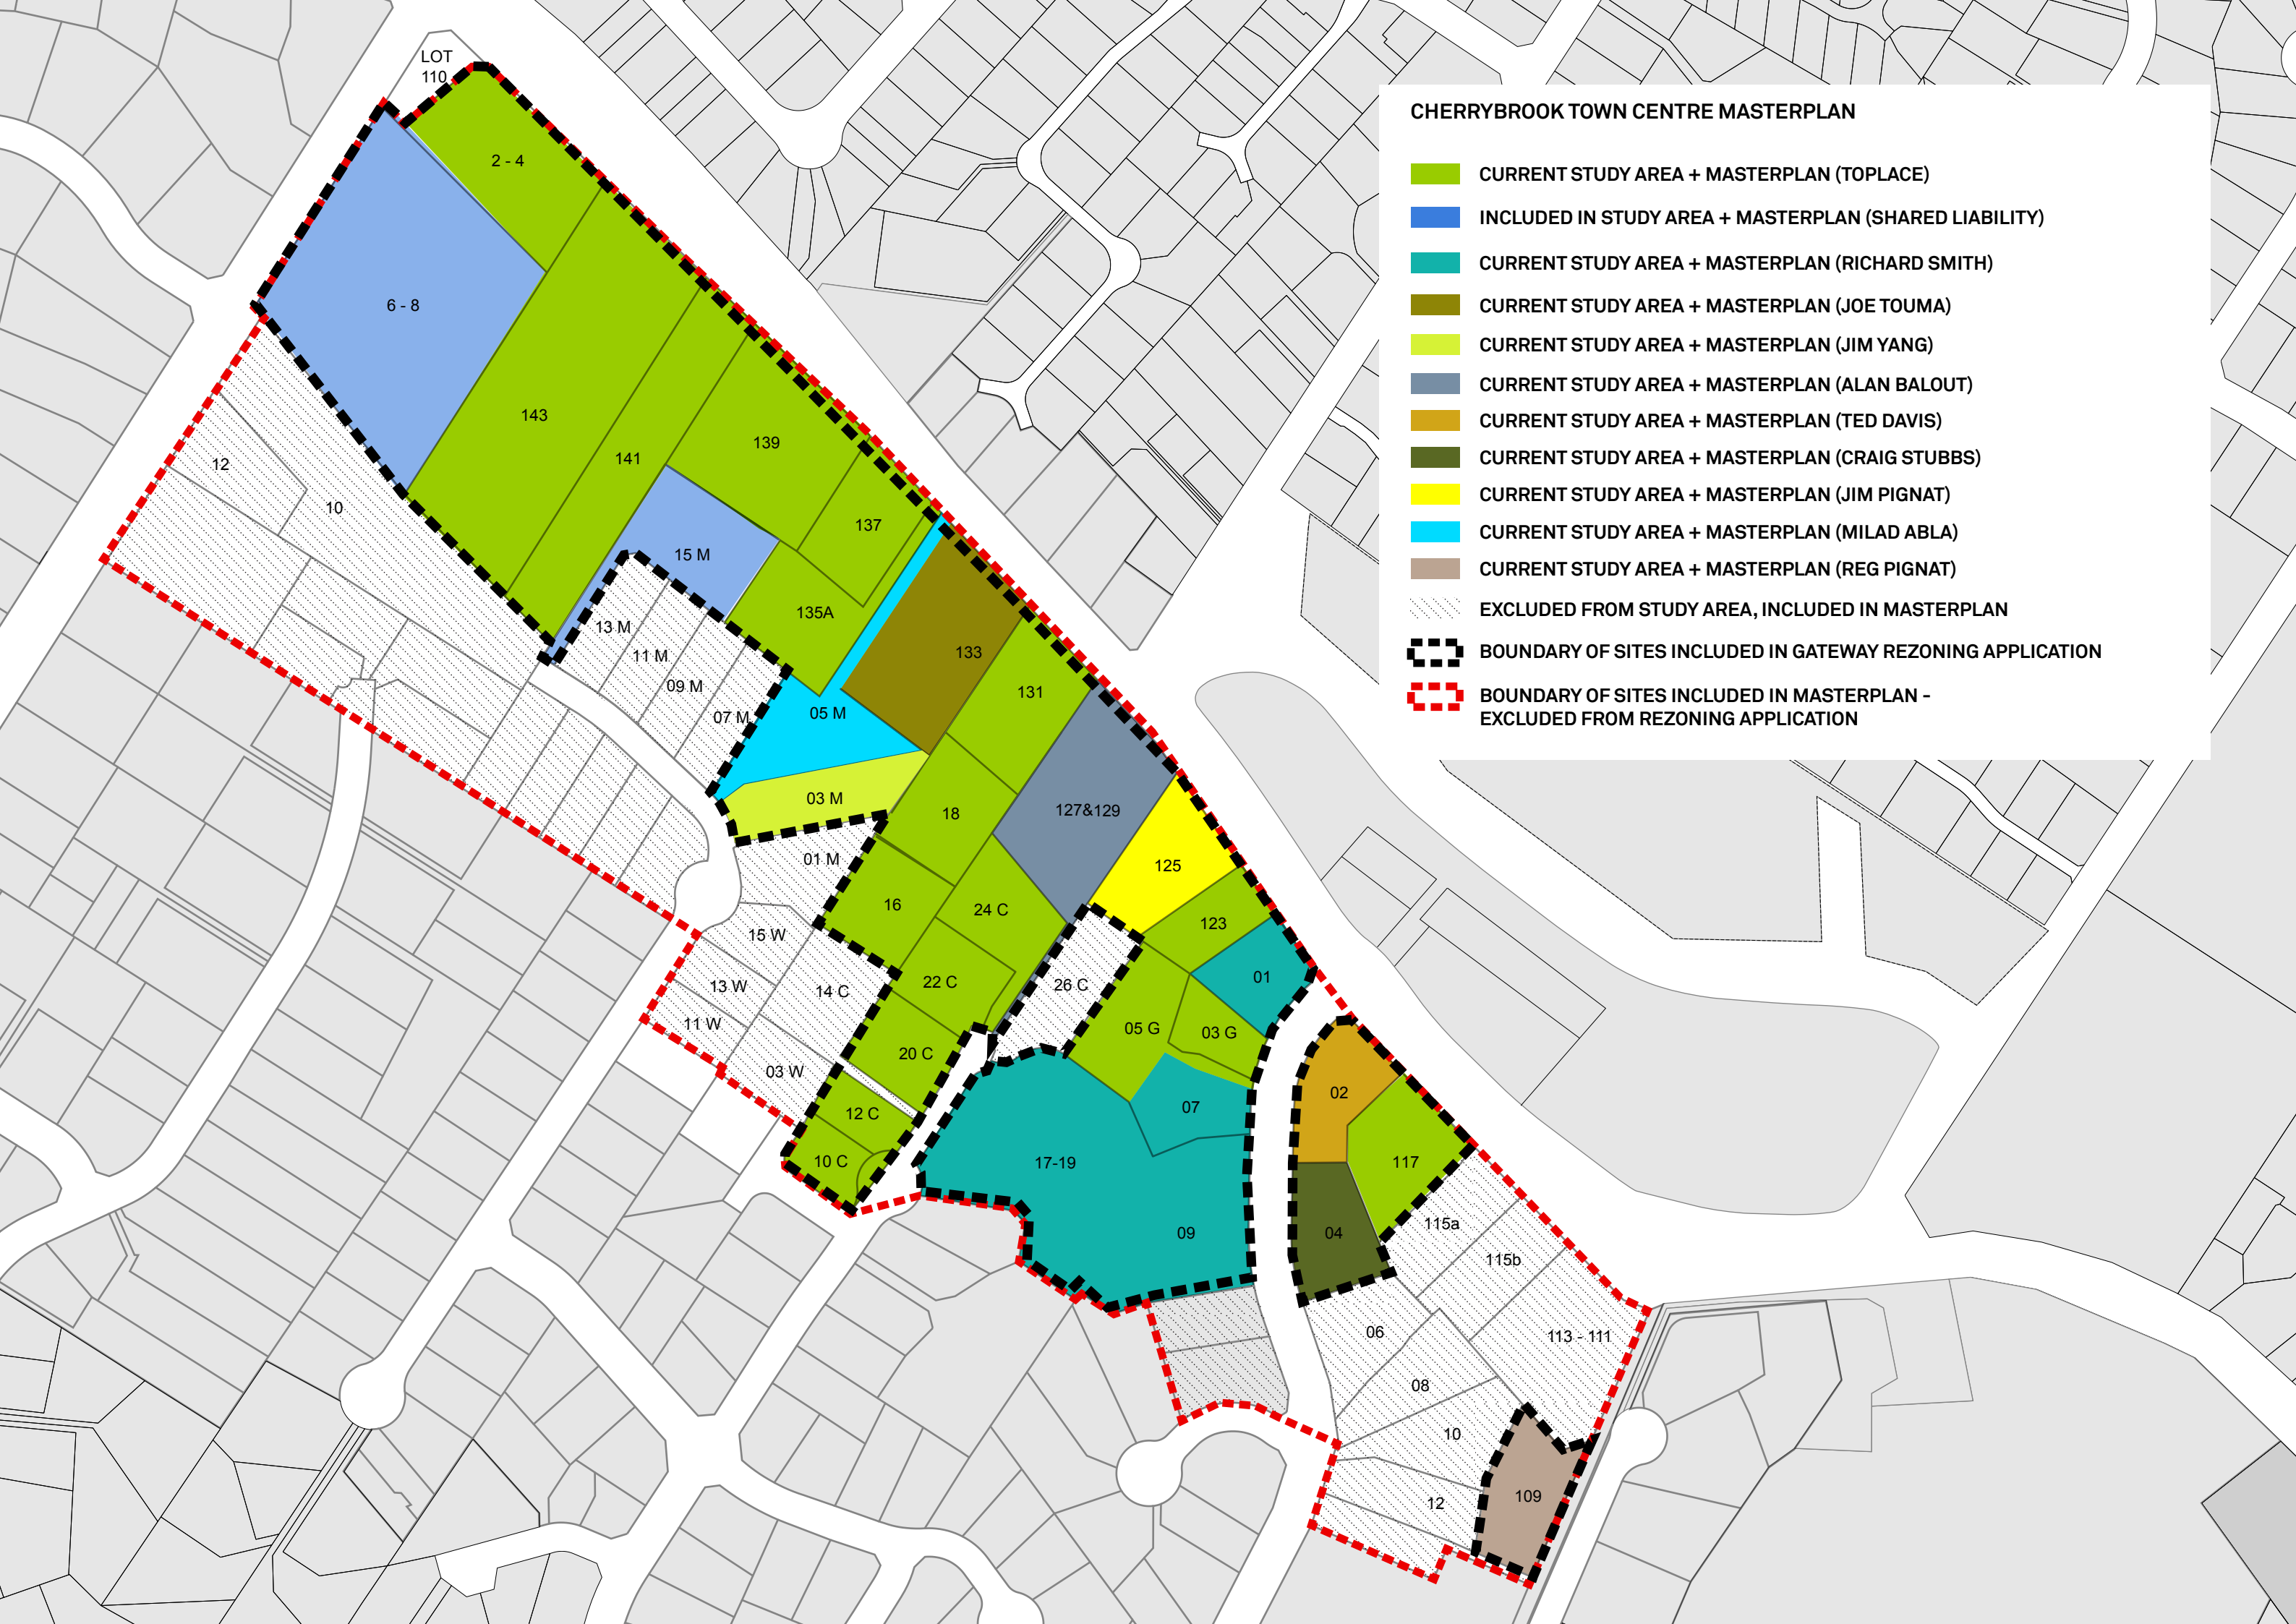 LOT
110
2 - 4
6 - 8
143
141
139
137
12
10
15 M
135A
13 M
11 M
09 M
07 M
133
131
05 M
03 M
01 M
18
127&129
125
16
24 C
123
15 W
13 W
14 C
22 C
26 C
01
11 W
20 C
05 G
03 G
03 W
12 C
10 C
07
02
17-19
117
09
04
115a
115b
06
113 - 111
08
10
12
109
CHERRYBROOK TOWN CENTRE MASTERPLAN
CURRENT STUDY AREA + MASTERPLAN (TOPLACE)
INCLUDED IN STUDY AREA + MASTERPLAN (SHARED LIABILITY)
CURRENT STUDY AREA + MASTERPLAN (RICHARD SMITH)
CURRENT STUDY AREA + MASTERPLAN (JOE TOUMA)
CURRENT STUDY AREA + MASTERPLAN (JIM YANG)
CURRENT STUDY AREA + MASTERPLAN (ALAN BALOUT)
CURRENT STUDY AREA + MASTERPLAN (TED DAVIS)
CURRENT STUDY AREA + MASTERPLAN (CRAIG STUBBS)
CURRENT STUDY AREA + MASTERPLAN (JIM PIGNAT)
CURRENT STUDY AREA + MASTERPLAN (MILAD ABLA)
CURRENT STUDY AREA + MASTERPLAN (REG PIGNAT)
EXCLUDED FROM STUDY AREA, INCLUDED IN MASTERPLAN
BOUNDARY OF SITES INCLUDED IN GATEWAY REZONING APPLICATION
BOUNDARY OF SITES INCLUDED IN MASTERPLAN -
EXCLUDED FROM REZONING APPLICATION